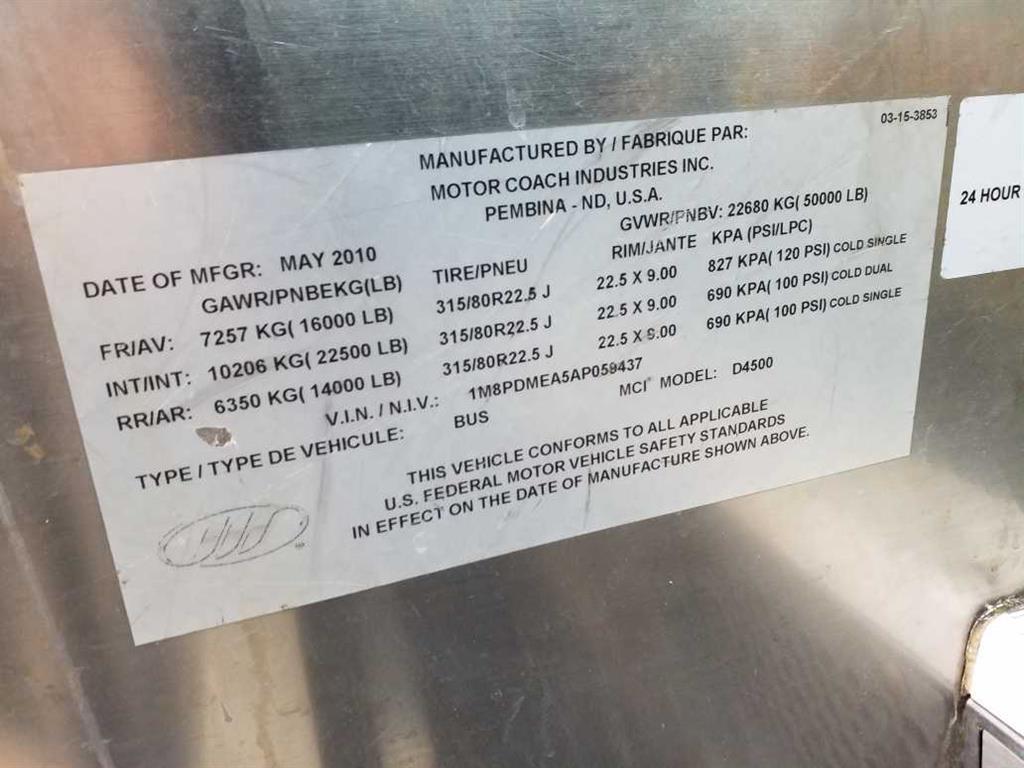 03-15-3853
MANUFACTURED BY / FABRIQUE PAR:
MOTOR COACH INDUSTRIES INC.
PEMBINA - ND, U.S.A.
DATE OF MFGR: MAY 2010 GVWR/PNBV: 22680 KG( 50000 LB)
GAWR/PNBEKG(LB) TIRE/PNEU RIM/JANTE KPA (PSI/LPC)
FR/AV: 7257 KG( 16000 LB) 315/80R22.5 J 22.5 X 9.00 827 KPA( 120 PSI) COLD SINGLE
INT/INT: 10206 KG( 22500 LB) 315/80R22.5 J 22.5 X 9.00 690 KPA( 100 PSI) COLD DUAL
RR/AR: 6350 KG( 14000 LB) 315/80R22.5 J 22.5 X 9.00 690 KPA( 100 PSI) COLD SINGLE
V.I.N. / N.I.V.: 1M8PDMEA5AP059437
TYPE / TYPE DE VEHICULE: BUS MCI MODEL: D4500
THIS VEHICLE CONFORMS TO ALL APPLICABLE
U.S. FEDERAL MOTOR VEHICLE SAFETY STANDARDS
IN EFFECT ON THE DATE OF MANUFACTURE SHOWN ABOVE.
24 HOUR